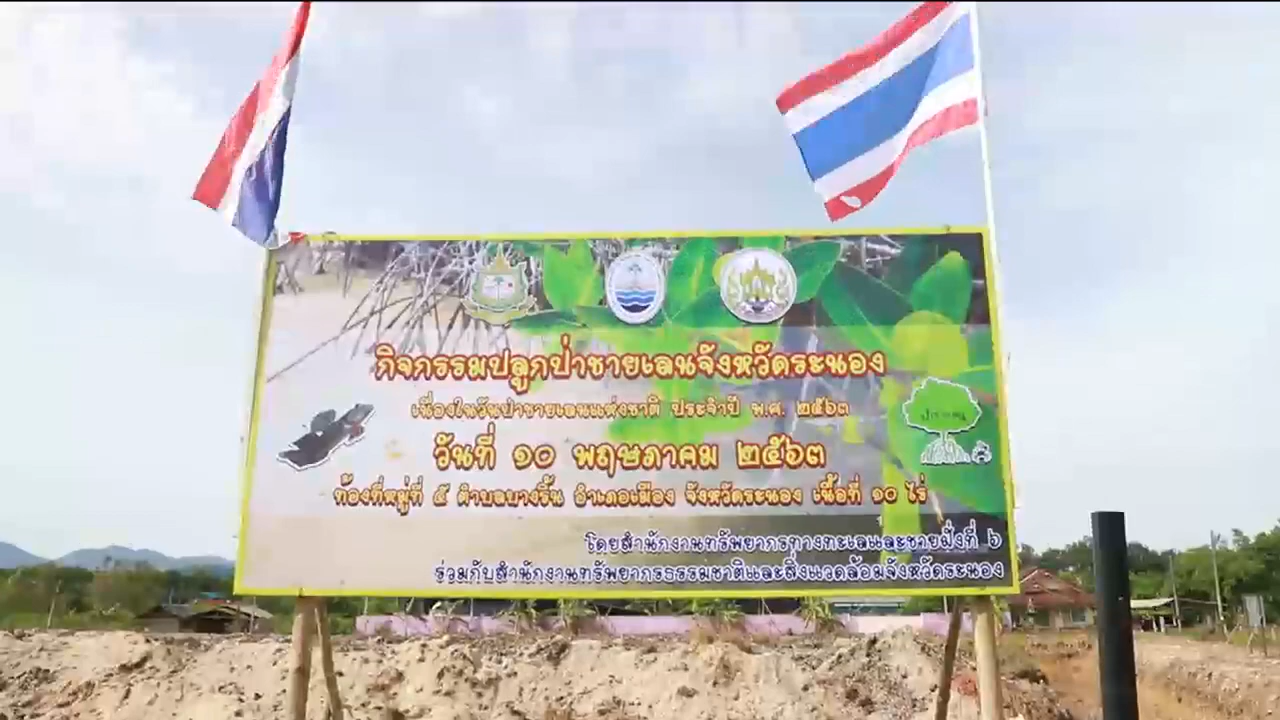 กิจกรรมปลูกป่าชายเลนจังหวัดระนอง
เนื่องในวันป่าชายเลนแห่งชาติ ประจำปี พ.ศ. ๒๕๖๓
วันที่ ๑๐ พฤษภาคม ๒๕๖๓
ท้องที่หมู่ที่ ๕ ตำบลบางริ้น อำเภอเมือง จังหวัดระนอง เนื้อที่ ๑๐ ไร่
โดยสำนักงานทรัพยากรทางทะเลและชายฝั่งที่ ๖
ร่วมกับสำนักงานทรัพยากรธรรมชาติและสิ่งแวดล้อมจังหวัดระนอง